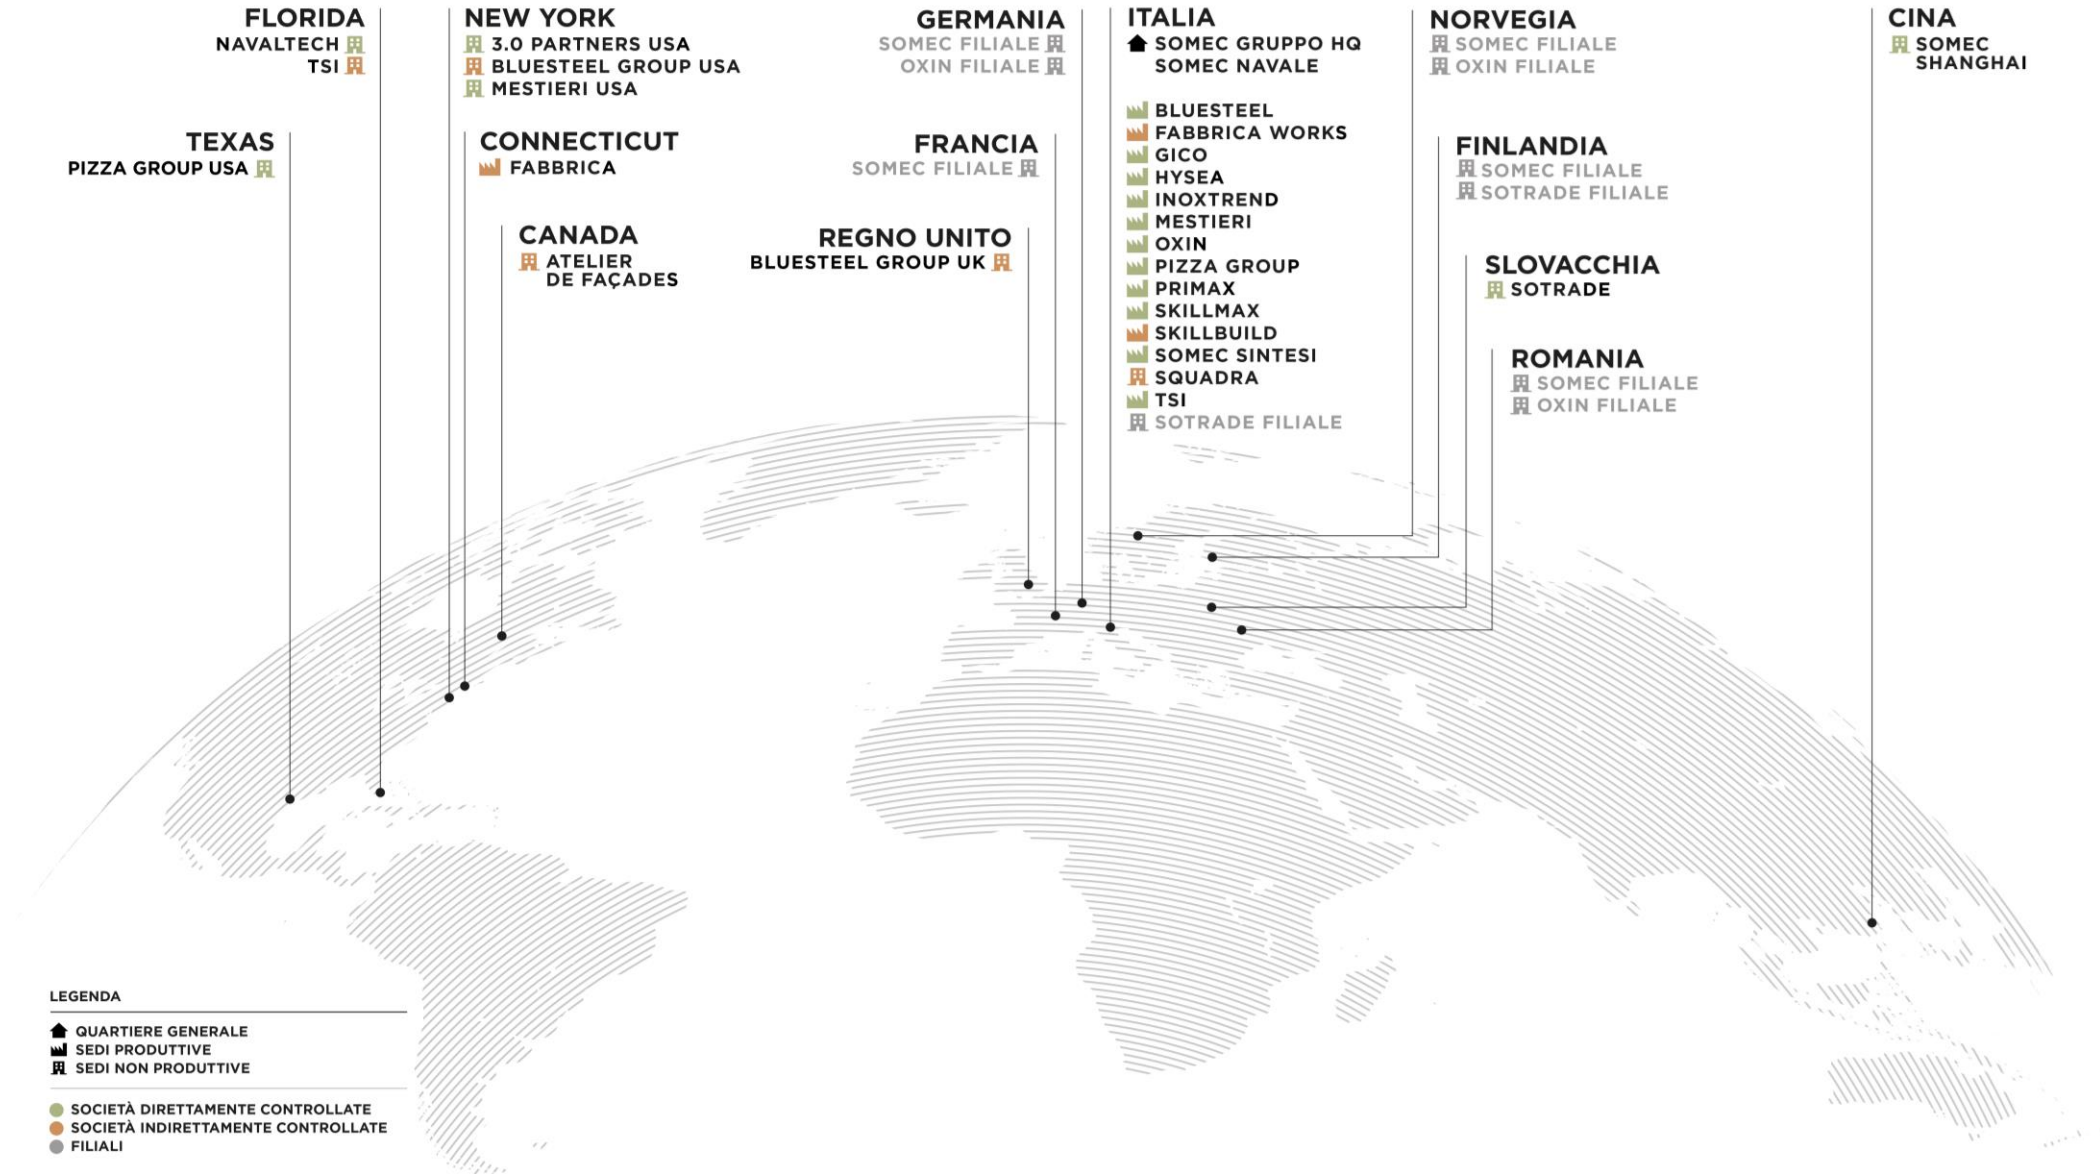 FLORIDA
NAVALTECH
TSI
TEXAS
PIZZA GROUP USA
NEW YORK
3.0 PARTNERS USA
BLUESTEEL GROUP USA
MESTIERI USA
CONNECTICUT
FABBRICA
CANADA
ATELIER
DE FAÇADES
GERMANIA
SOMEC FILIALE
OXIN FILIALE
FRANCIA
SOMEC FILIALE
REGNO UNITO
BLUESTEEL GROUP UK
ITALIA
SOMEC GRUPPO HQ
SOMEC NAVALE
BLUESTEEL
FABBRICA WORKS
GICO
HYSEA
INOXTREND
MESTIERI
OXIN
PIZZA GROUP
PRIMAX
SKILLMAX
SKILLBUILD
SOMEC SINTESI
SQUADRA
TSI
SOTRADE FILIALE
NORVEGIA
SOMEC FILIALE
OXIN FILIALE
FINLANDIA
SOMEC FILIALE
SOTRADE FILIALE
SLOVACCHIA
SOTRADE
ROMANIA
SOMEC FILIALE
OXIN FILIALE
CINA
SOMEC
SHANGHAI
LEGENDA
QUARTIERE GENERALE
SEDI PRODUTTIVE
SEDI NON PRODUTTIVE
SOCIETÀ DIRETTAMENTE CONTROLLATE
SOCIETÀ INDIRETTAMENTE CONTROLLATE
FILIALI